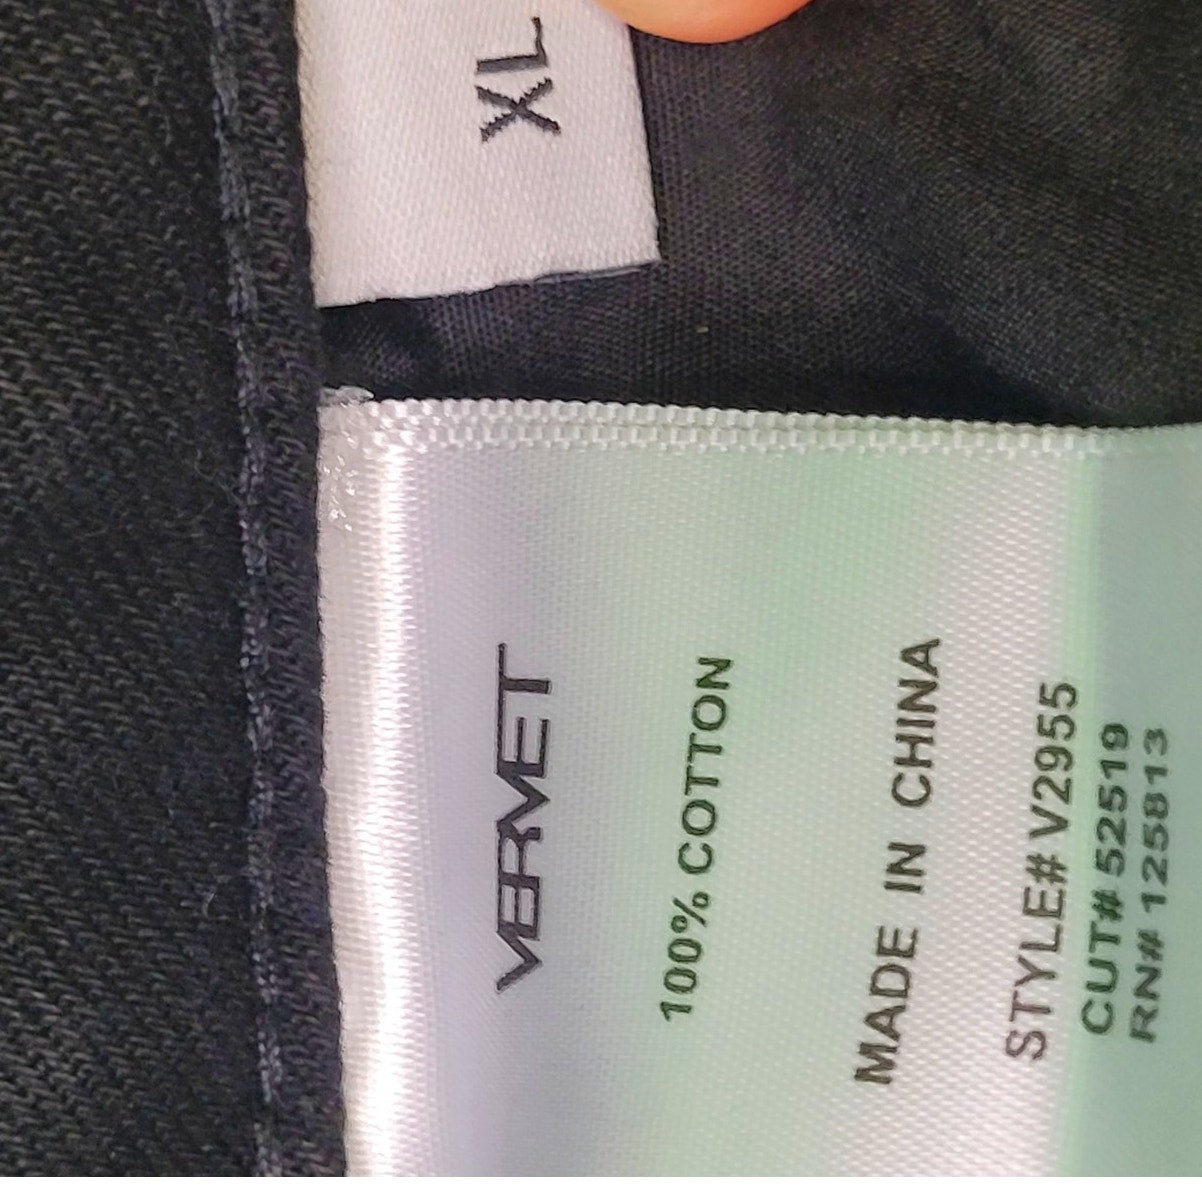 XL
VERMET
100% COTTON
MADE IN CHINA
STYLE# V2955
CUT# 52519
RN# 125813